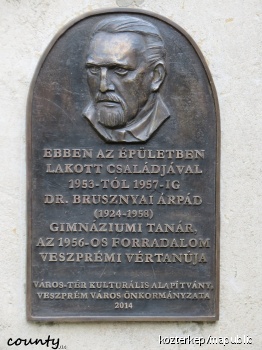 EBBEN AZ ÉPÜLETBEN
LAKOTT CSALÁDJÁVAL
1953-TÓL 1957-IG
DR. BRUSZNYAI ÁRPÁD
(1924-1958)
GIMNÁZIUMI TANÁR,
AZ 1956-OS FORRADALOM
VESZPRÉMI VÉRTANÚJA
VÁROS-TÉR KULTURÁLIS ALAPÍTVÁNY,
VESZPRÉM VÁROS ÖNKORMÁNYZATA
2014
county
kozterkep/mapublic